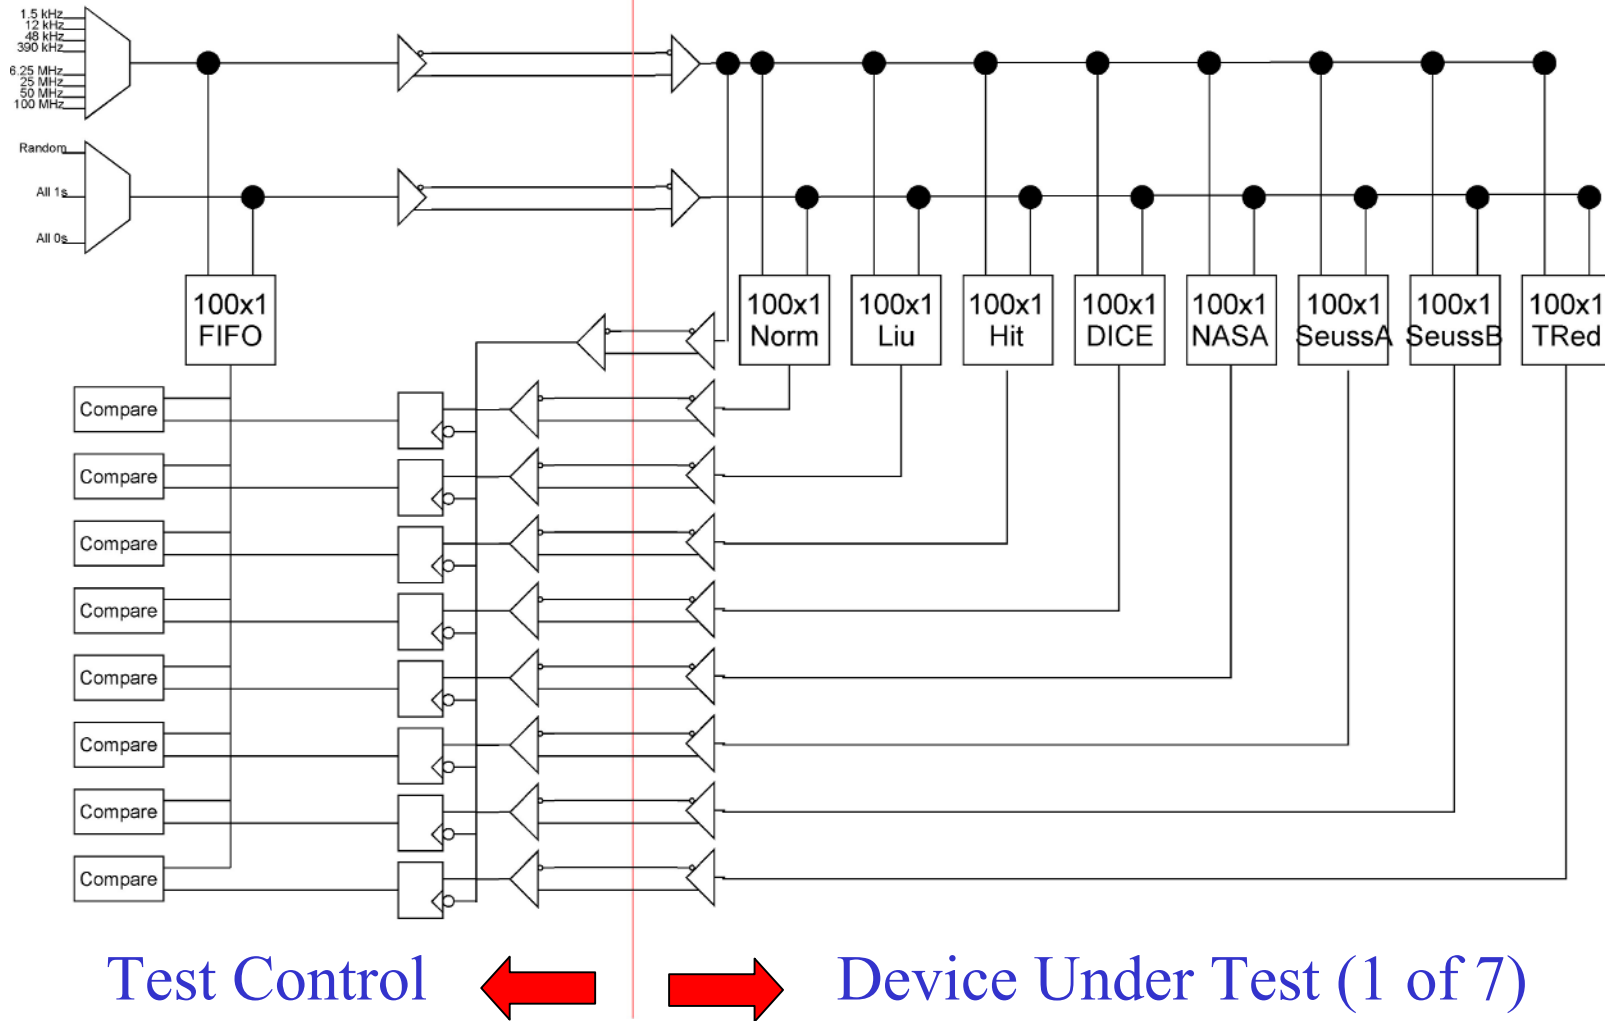 1.5 kHz
12 kHz
48 kHz
390 kHz
6.25 MHz
25 MHz
50 MHz
100 MHz
Random
All 1s
All 0s
100x1
FIFO
100x1
Norm
100x1
Liu
100x1
Hit
100x1
DICE
100x1
NASA
100x1
SeussA
100x1
SeussB
100x1
TRed
Compare
Compare
Compare
Compare
Compare
Compare
Compare
Compare
Test Control
Device Under Test (1 of 7)